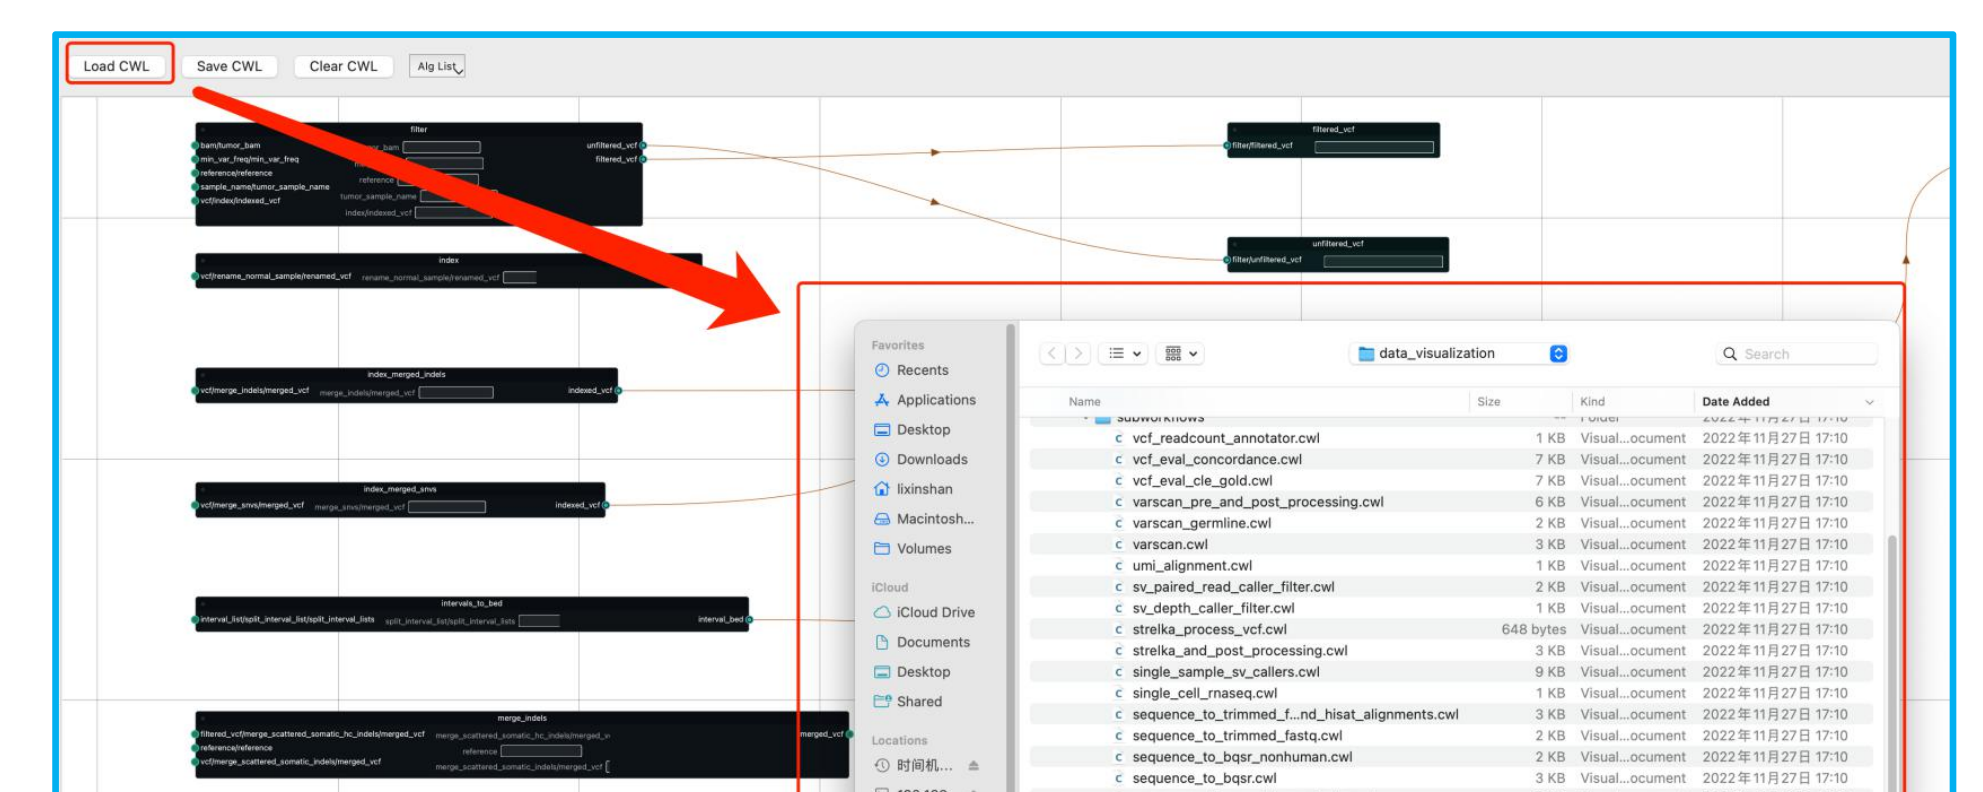 Load CWL Save CWL Clear CWL Alg List
filter
bam/tumor_bam unfiltered_vcf
min_var_freq/min_var_freq filtered_vcf
reference/reference reference
sample_name/tumor_sample_name tumor_sample_name
vcf/index/indexed_vcf index/indexed_vcf
filtered_vcf
filter/filtered_vcf
unfiltered_vcf
filter/unfiltered_vcf
index
vcf/rename_normal_sample/renamed_vcf rename_normal_sample/renamed_vcf
index_merged_indels
vcf/merge_indels/merged_vcf merge_indels/merged_vcf indexed_vcf
index_merged_snvs
vcf/merge_snvs/merged_vcf merge_snvs/merged_vcf indexed_vcf
intervals_to_bed
interval_list/split_interval_list/split_interval_lists split_interval_list/split_interval_lists interval_bed
merge_indels
filtered_vcf/merge_scattered_somatic_hc_indels/merged_vcf merge_scattered_somatic_hc_indels/merged_v merged_vcf
reference/reference reference
vcf/merge_scattered_somatic_indels/merged_vcf merge_scattered_somatic_indels/merged_vcf
Favorites
Recents
Applications
Desktop
Downloads
lixinshan
Macintosh...
Volumes
iCloud
iCloud Drive
Documents
Desktop
Shared
Locations
时间机...
data_visualization Search
Name Size Kind Date Added
subworkflows -- Folder 2022年11月27日 17:10
vcf_readcount_annotator.cwl 1 KB Visual...ocument 2022年11月27日 17:10
vcf_eval_concordance.cwl 7 KB Visual...ocument 2022年11月27日 17:10
vcf_eval_cle_gold.cwl 7 KB Visual...ocument 2022年11月27日 17:10
varscan_pre_and_post_processing.cwl 6 KB Visual...ocument 2022年11月27日 17:10
varscan_germline.cwl 2 KB Visual...ocument 2022年11月27日 17:10
varscan.cwl 3 KB Visual...ocument 2022年11月27日 17:10
umi_alignment.cwl 1 KB Visual...ocument 2022年11月27日 17:10
sv_paired_read_caller_filter.cwl 2 KB Visual...ocument 2022年11月27日 17:10
sv_depth_caller_filter.cwl 1 KB Visual...ocument 2022年11月27日 17:10
strelka_process_vcf.cwl 648 bytes Visual...ocument 2022年11月27日 17:10
strelka_and_post_processing.cwl 3 KB Visual...ocument 2022年11月27日 17:10
single_sample_sv_callers.cwl 9 KB Visual...ocument 2022年11月27日 17:10
single_cell_rnaseq.cwl 1 KB Visual...ocument 2022年11月27日 17:10
sequence_to_trimmed_f...nd_hisat_alignments.cwl 3 KB Visual...ocument 2022年11月27日 17:10
sequence_to_trimmed_fastq.cwl 2 KB Visual...ocument 2022年11月27日 17:10
sequence_to_bqsr_nonhuman.cwl 2 KB Visual...ocument 2022年11月27日 17:10
sequence_to_bqsr.cwl 3 KB Visual...ocument 2022年11月27日 17:10